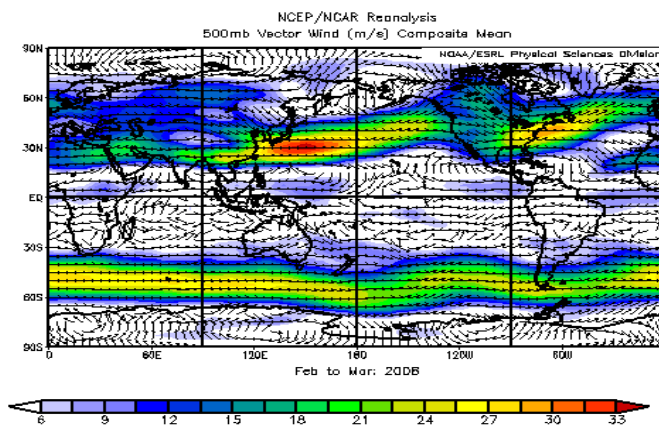 NCEP/NCAR Reanalysis
500mb Vector Wind (m/s) Composite Mean
NOAA/ESRL Physical Sciences Division
90N
60N
30N
EQ
30S
60S
90S
0 60E 120E 180 120W 60W
Feb to Mar: 2008
6 9 12 15 18 21 24 27 30 33